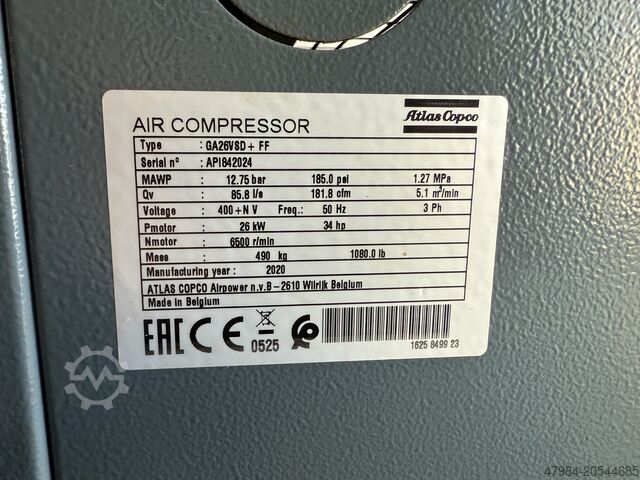 Atlas Copco
AIR COMPRESSOR
Type : GA26VSD+ FF
Serial nº : API842024
MAWP : 12.75 bar 185.0 psi 1.27 MPa
Qv : 85.8 l/s 181.8 cfm 5.1 m³/min
Voltage : 400+N V Freq.: 50 Hz 3 Ph
Pmotor : 26 kW 34 hp
Nmotor : 6500 r/min
Mass : 490 kg 1080.0 lb
Manufacturing year : 2020
ATLAS COPCO Airpower n.v.B-2610 Wilrijk Belgium
Made in Belgium
EAC CE 0525
1625 8499 23
47984-20544685